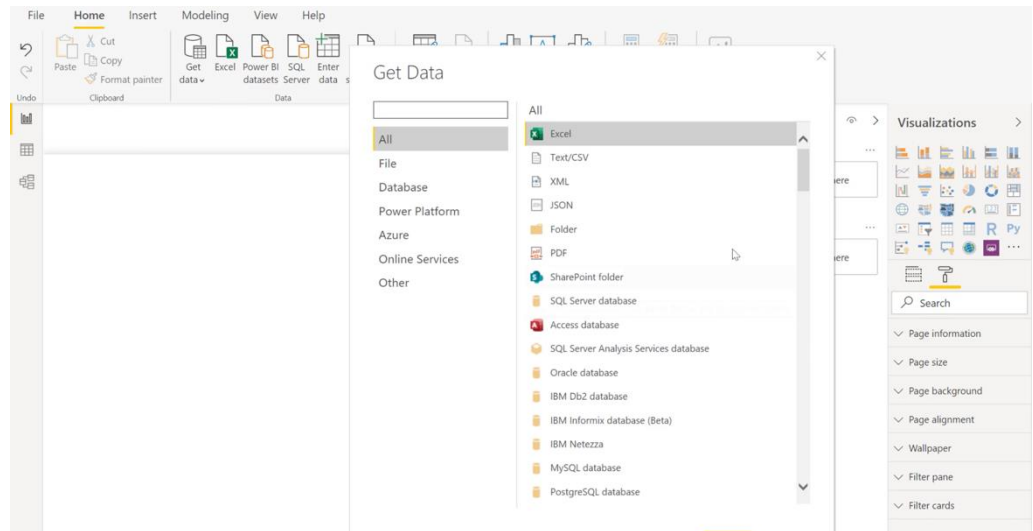 File Home Insert Modeling View Help
Cut
Copy
Format painter
Paste
Get data
Excel
Power BI datasets
SQL Server
Enter data
Undo
Clipboard
Data
Get Data
All
File
Database
Power Platform
Azure
Online Services
Other
All
Excel
Text/CSV
XML
JSON
Folder
PDF
SharePoint folder
SQL Server database
Access database
SQL Server Analysis Services database
Oracle database
IBM Db2 database
IBM Informix database (Beta)
IBM Netezza
MySQL database
PostgreSQL database
Visualizations
R Py
Search
Page information
Page size
Page background
Page alignment
Wallpaper
Filter pane
Filter cards